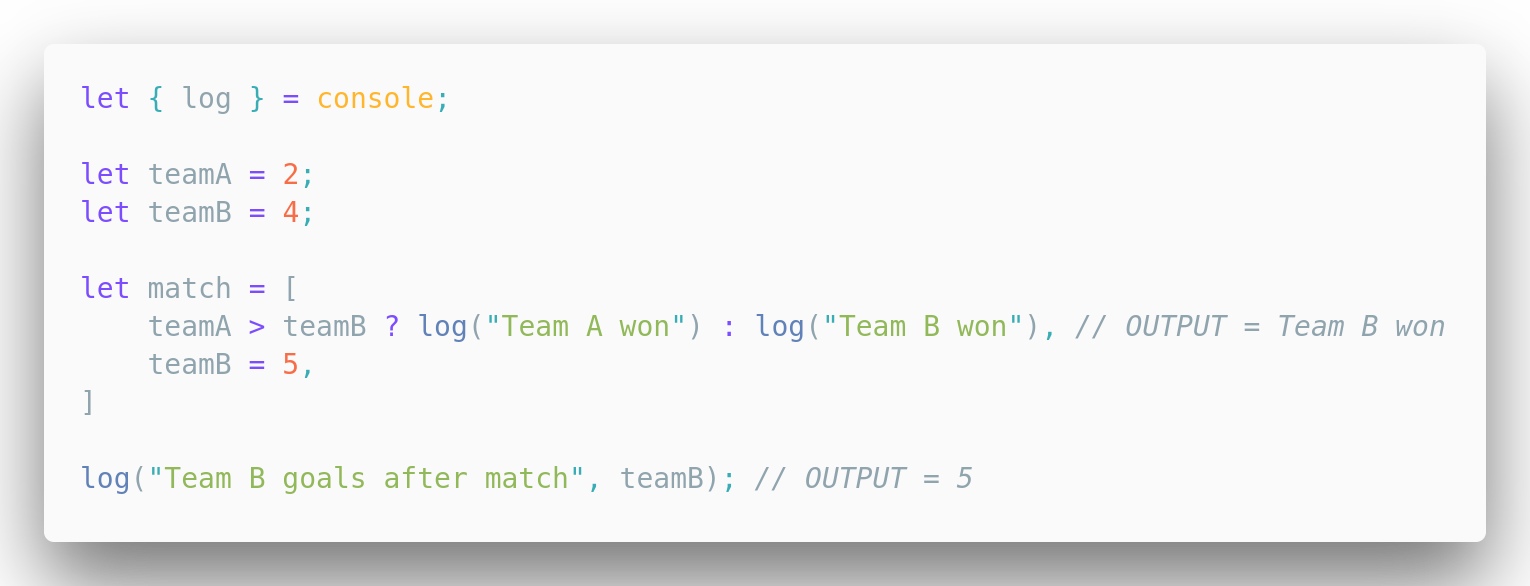 let { log } = console;
let teamA = 2;
let teamB = 4;
let match = [
    teamA > teamB ? log("Team A won") : log("Team B won"), // OUTPUT = Team B won
    teamB = 5,
]
log("Team B goals after match", teamB); // OUTPUT = 5